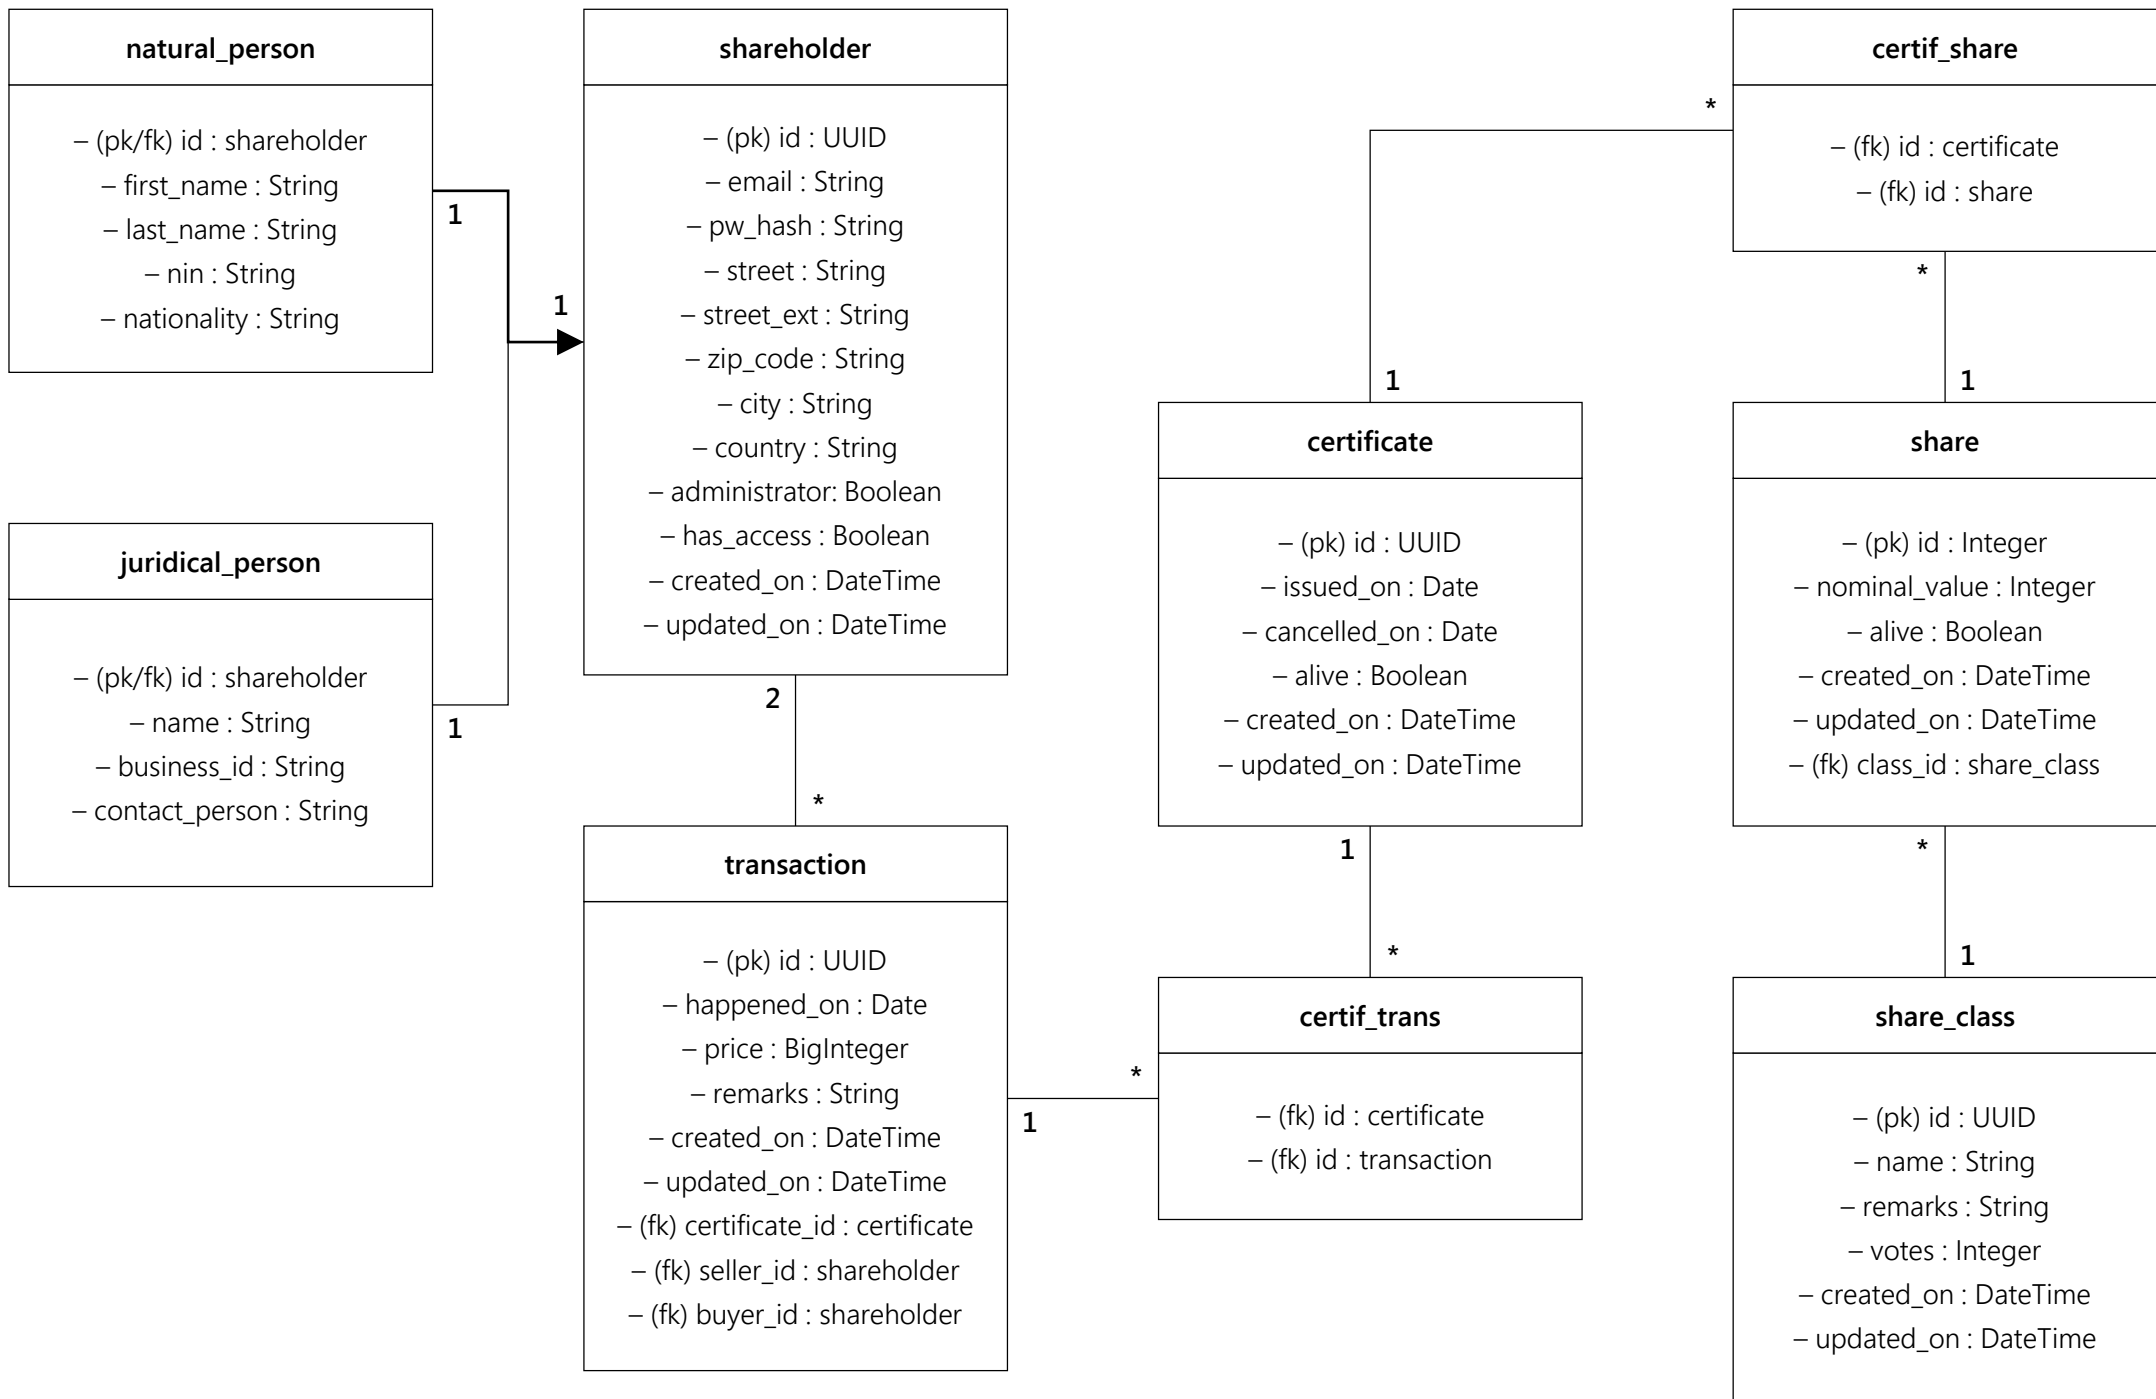 natural_person
– (pk/fk) id : shareholder
– first_name : String
– last_name : String
– nin : String
– nationality : String
1
1
juridical_person
– (pk/fk) id : shareholder
– name : String
– business_id : String
– contact_person : String
1
shareholder
– (pk) id : UUID
– email : String
– pw_hash : String
– street : String
– street_ext : String
– zip_code : String
– city : String
– country : String
– administrator: Boolean
– has_access : Boolean
– created_on : DateTime
– updated_on : DateTime
2
*
transaction
– (pk) id : UUID
– happened_on : Date
– price : BigInteger
– remarks : String
– created_on : DateTime
– updated_on : DateTime
– (fk) certificate_id : certificate
– (fk) seller_id : shareholder
– (fk) buyer_id : shareholder
1
*
1
certificate
– (pk) id : UUID
– issued_on : Date
– cancelled_on : Date
– alive : Boolean
– created_on : DateTime
– updated_on : DateTime
1
*
certif_trans
– (fk) id : certificate
– (fk) id : transaction
*
certif_share
– (fk) id : certificate
– (fk) id : share
*
1
share
– (pk) id : Integer
– nominal_value : Integer
– alive : Boolean
– created_on : DateTime
– updated_on : DateTime
– (fk) class_id : share_class
*
1
share_class
– (pk) id : UUID
– name : String
– remarks : String
– votes : Integer
– created_on : DateTime
– updated_on : DateTime